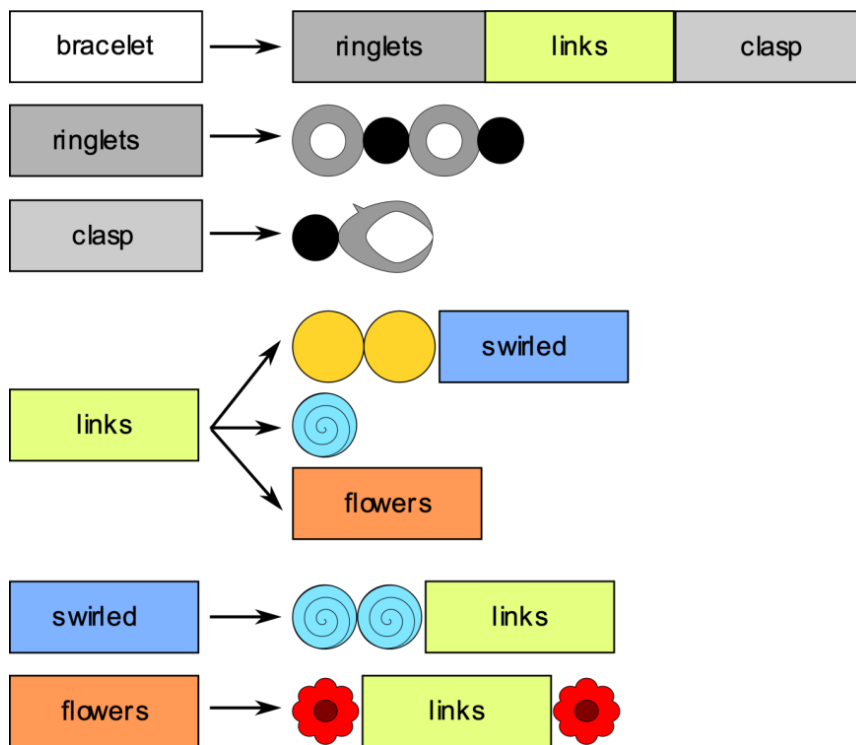 bracelet ringlets links clasp
ringlets
clasp
swirled
links
flowers
swirled links
flowers links